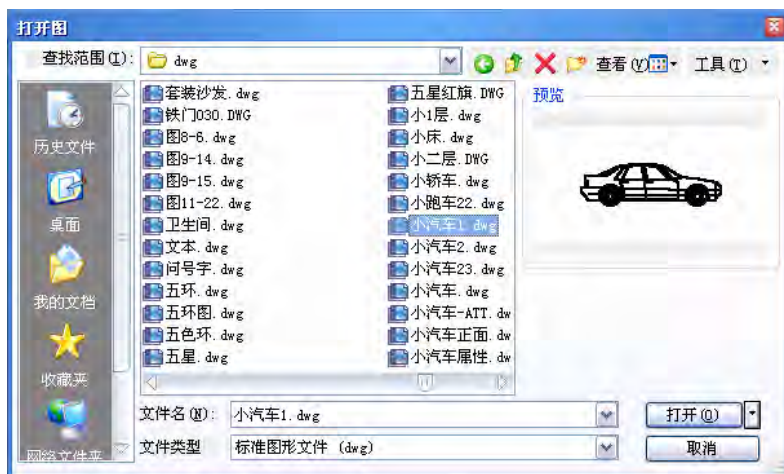 打开图
查找范围(I):
dwg
查看(V)
工具(T)
历史文件
桌面
我的文档
收藏夹
网络文件夹
套装沙发.dwg
铁门030.DWG
图8-6.dwg
图9-14.dwg
图9-15.dwg
图11-22.dwg
卫生间.dwg
文本.dwg
问号字.dwg
五环.dwg
五环图.dwg
五色环.dwg
五星.dwg
五星红旗.DWG
小1层.dwg
小床.dwg
小二层.DWG
小轿车.dwg
小跑车22.dwg
小汽车1.dwg
小汽车2.dwg
小汽车23.dwg
小汽车.dwg
小汽车-ATT.dw
小汽车正面.dw
小汽车属性.dw
预览
文件名(N):
小汽车1.dwg
打开(O)
文件类型
标准图形文件 (dwg)
取消